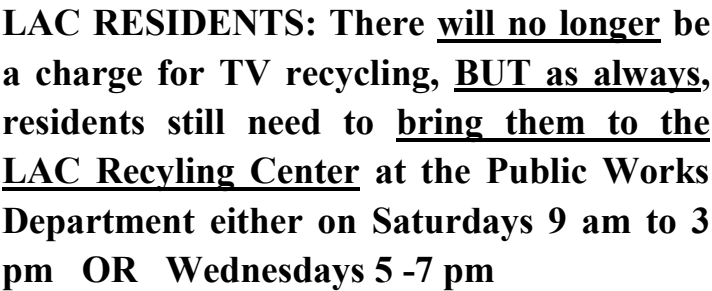 LAC RESIDENTS: There will no longer be
a charge for TV recycling, BUT as always,
residents still need to bring them to the
LAC Recyling Center at the Public Works
Department either on Saturdays 9 am to 3
pm OR Wednesdays 5 -7 pm